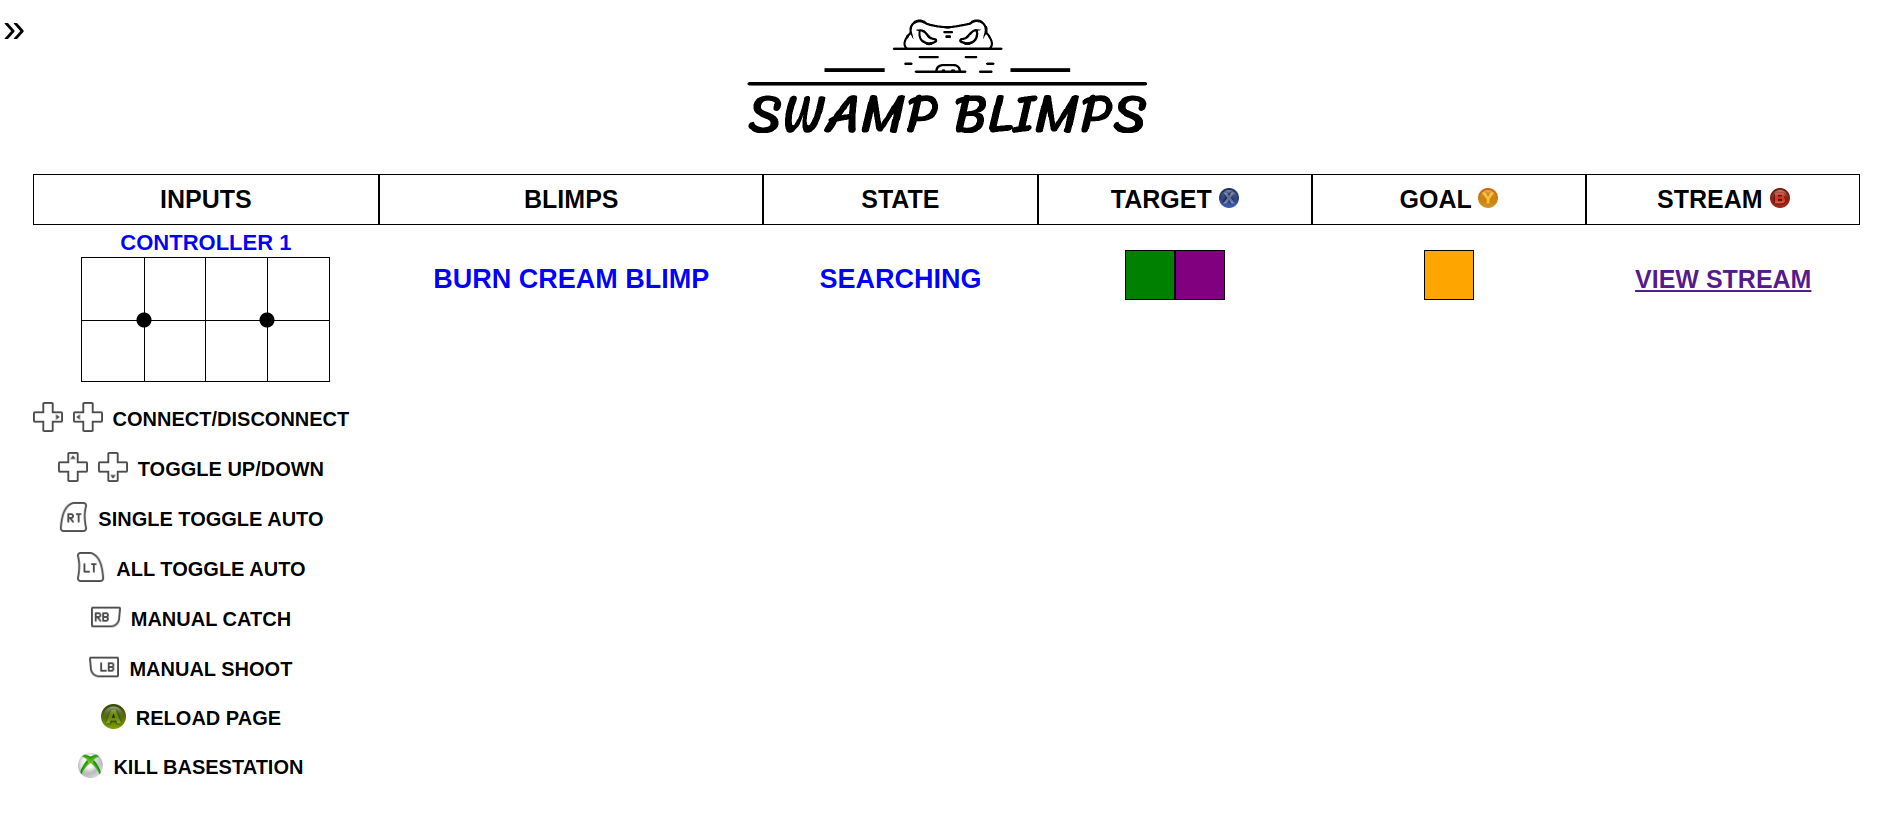 »
SWAMP BLIMPS
INPUTS BLIMPS STATE TARGET X GOAL Y STREAM B
CONTROLLER 1
BURN CREAM BLIMP SEARCHING VIEW STREAM
CONNECT/DISCONNECT
TOGGLE UP/DOWN
RT SINGLE TOGGLE AUTO
LT ALL TOGGLE AUTO
RB MANUAL CATCH
LB MANUAL SHOOT
A RELOAD PAGE
KILL BASESTATION